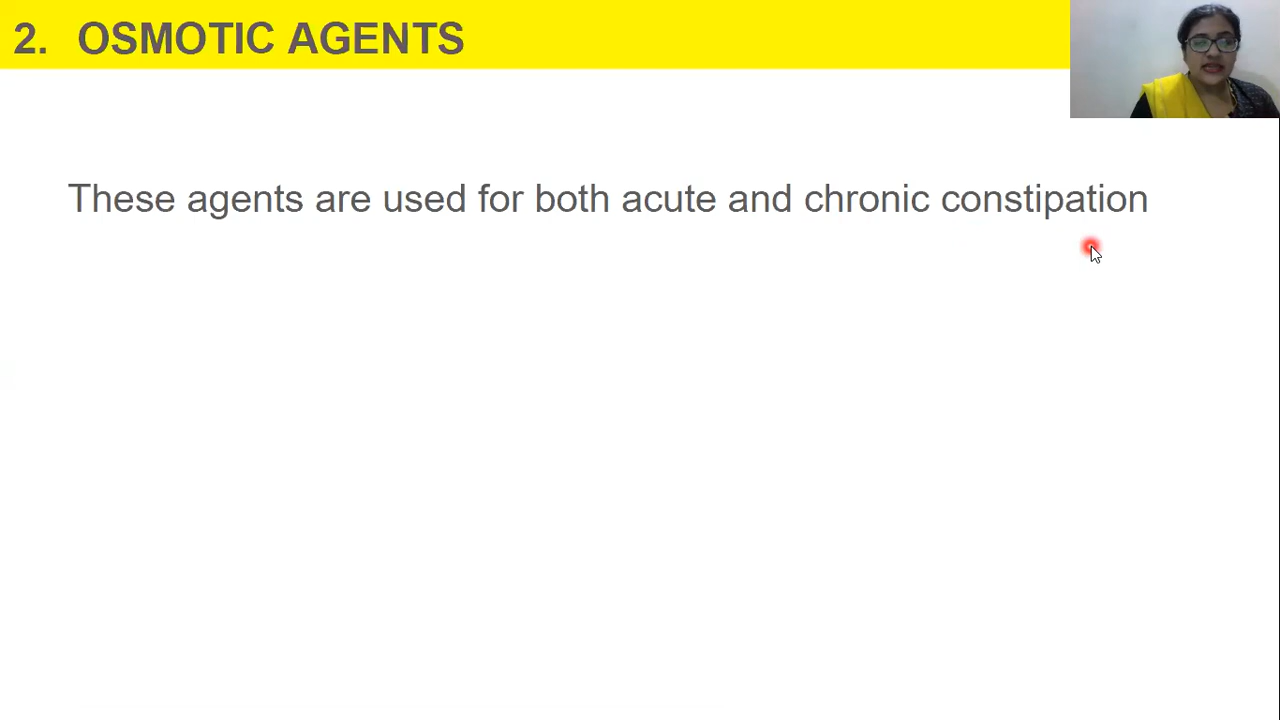 2. OSMOTIC AGENTS
These agents are used for both acute and chronic constipation